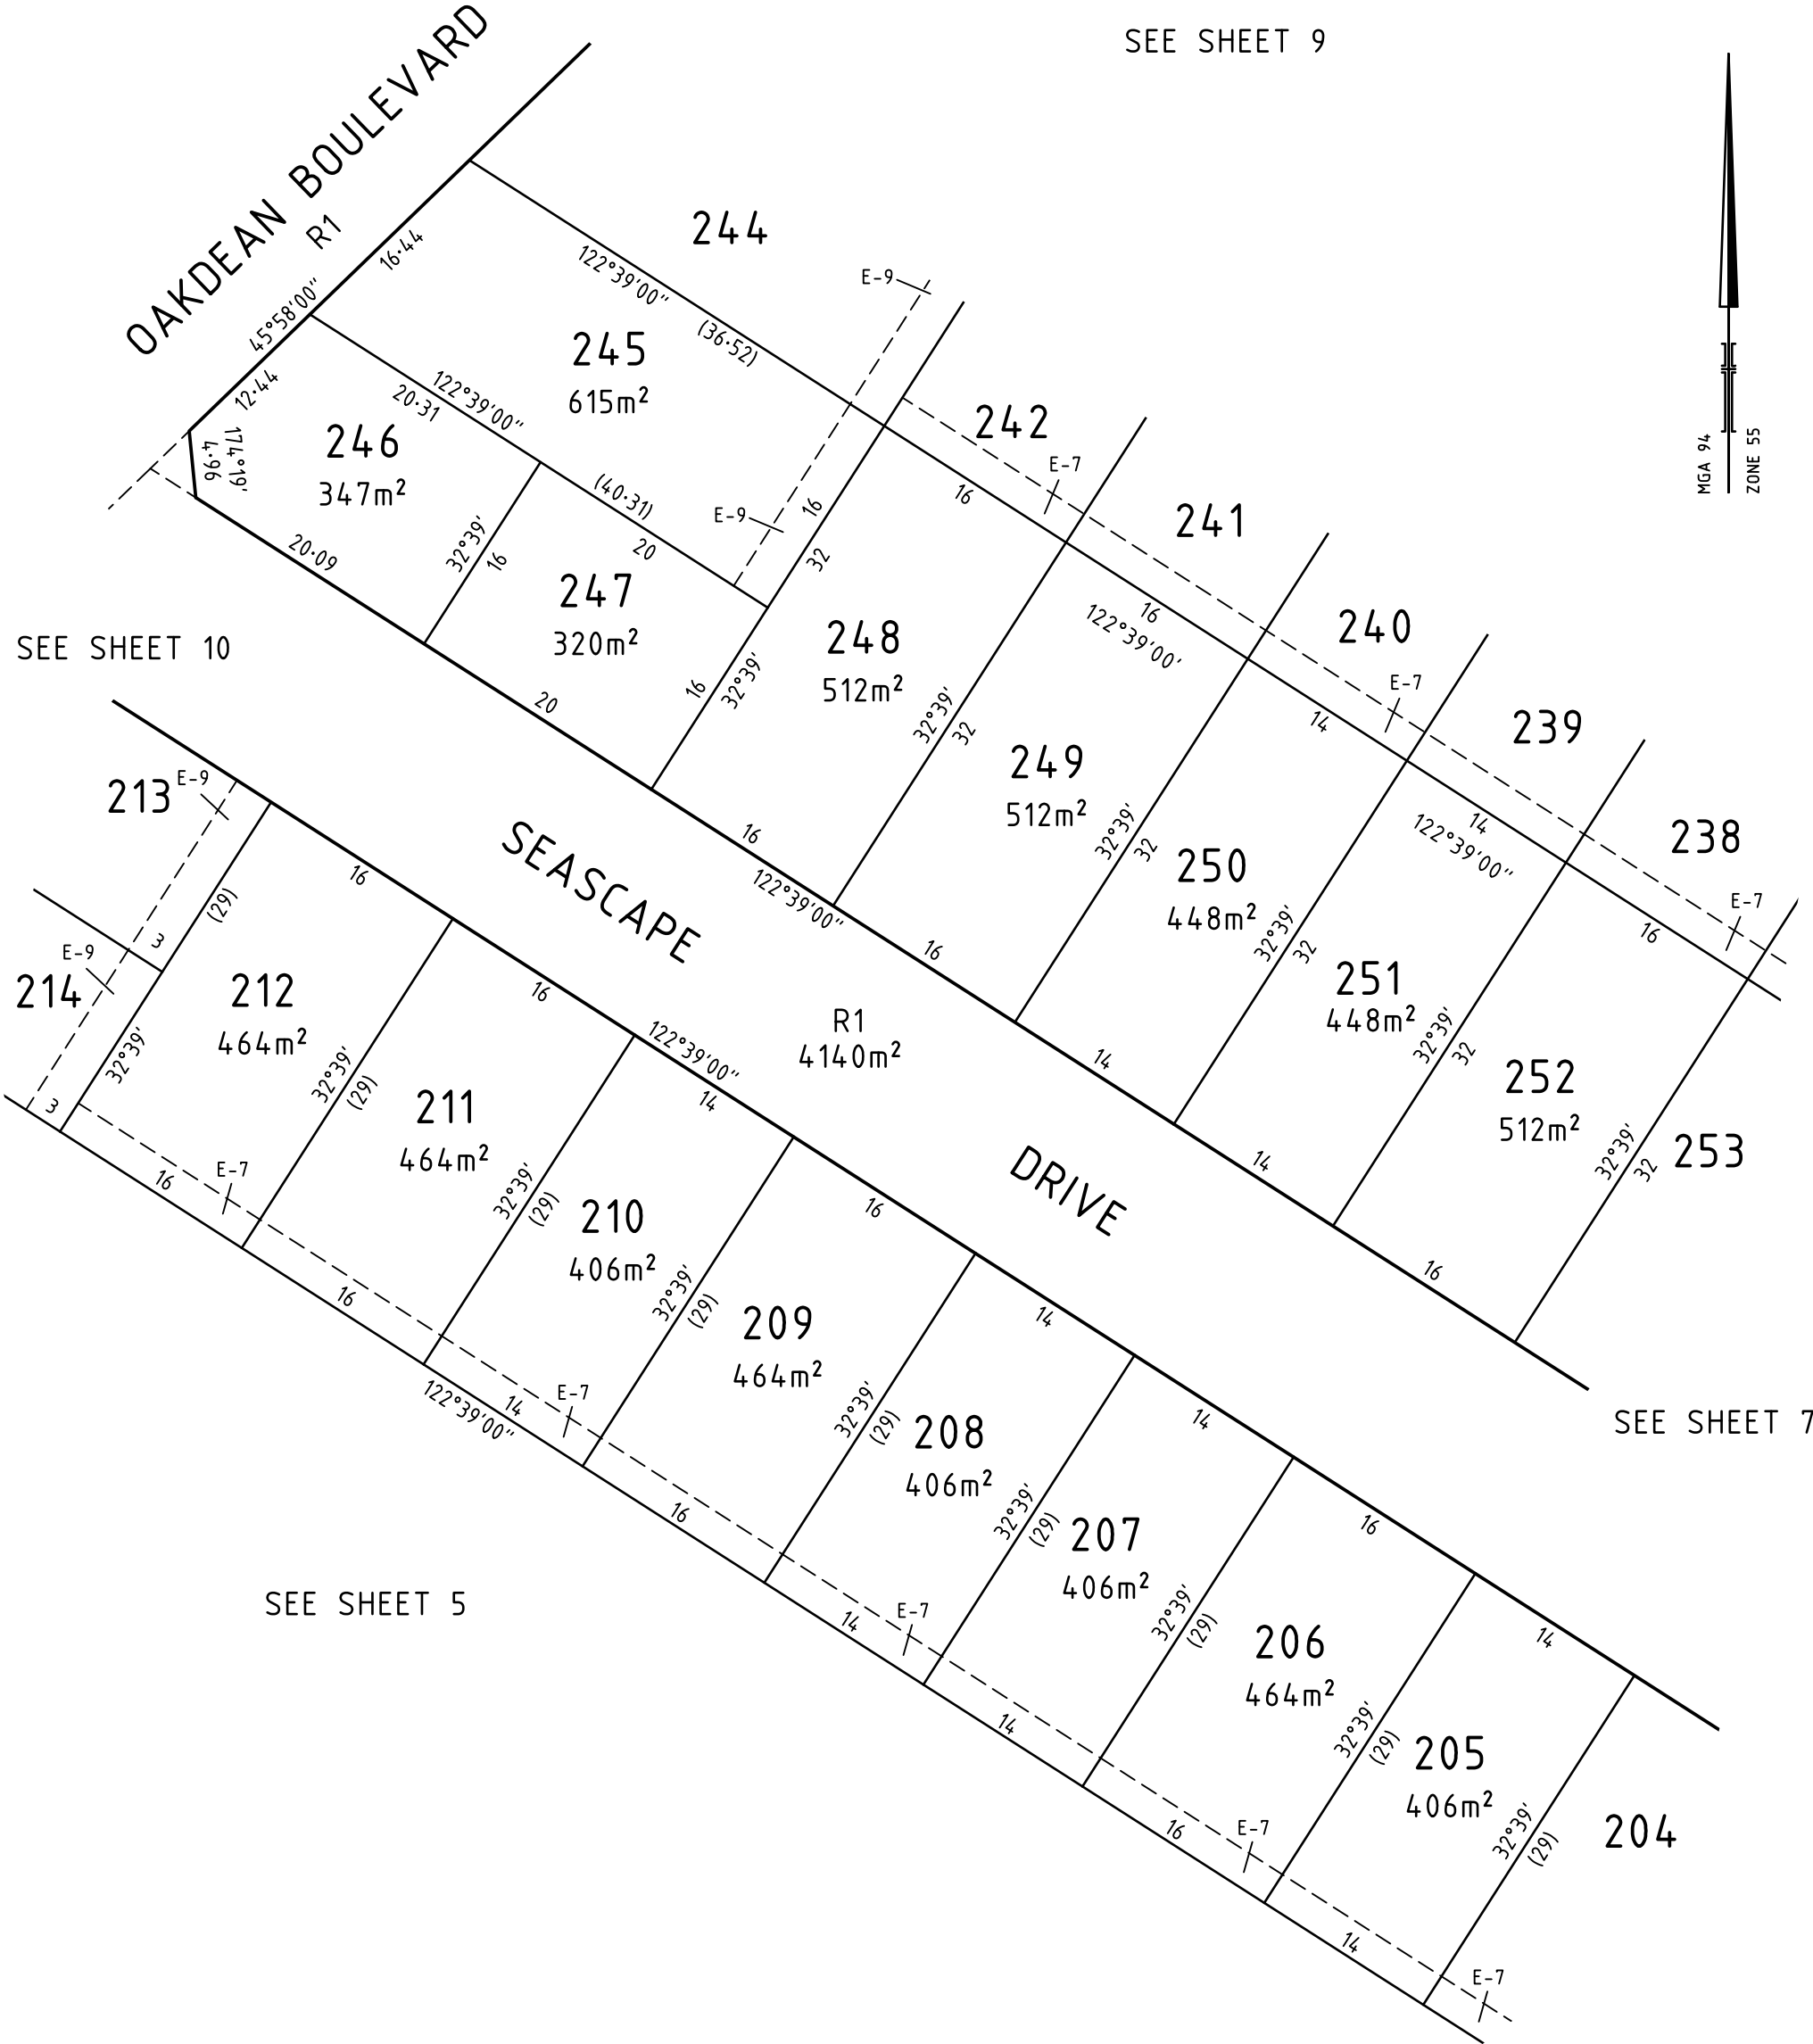 SEE SHEET 9
OAKDEAN BOULEVARD
R1
16·44
45°58'00"
12·44
174°19'
4·96
244
122°39'00"
(36·52)
E-9
245
615m²
122°39'00"
20·31
(40·31)
246
347m²
E-9
16
32
242
E-7
16
241
MGA 94
ZONE 55
20·09
32°39'
16
20
247
320m²
248
512m²
16
122°39'00'
240
E-7
14
239
SEE SHEET 10
20
16
32°39'
32°39'
32
249
512m²
14
122°39'00"
238
E-7
16
213
E-9
16
SEASCAPE
16
122°39'00"
32°39'
32
250
448m²
32°39'
32
251
448m²
32°39'
32
252
512m²
32°39'
32
253
(29)
3
E-9
214
212
464m²
32°39'
3
16
16
122°39'00"
R1
4140m²
14
14
16
32°39'
(29)
211
464m²
14
DRIVE
16
E-7
32°39'
(29)
210
406m²
16
16
32°39'
(29)
209
464m²
14
SEE SHEET 7
122°39'00"
14
E-7
32°39'
(29)
208
406m²
14
16
32°39'
(29)
207
406m²
16
SEE SHEET 5
14
E-7
32°39'
(29)
206
464m²
14
14
32°39'
(29)
205
406m²
16
E-7
32°39'
(29)
204
14
E-7